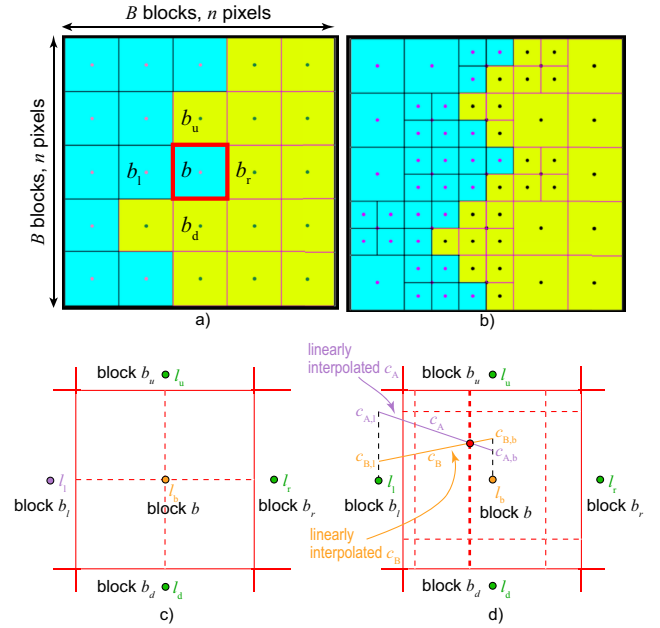 B blocks, n pixels
B blocks, n pixels
b_u
b_l b b_r
b_d
a)
b)
block b_u l_u
l_l
l_b
l_r
block b_l block b block b_r
block b_d l_d
c)
linearly
interpolated c_A
block b_u l_u
c_A,l
c_A
c_B,b
c_B,l
c_B
c_A,b
l_l
l_b
l_r
block b_l block b block b_r
linearly
interpolated c_B
block b_d l_d
d)